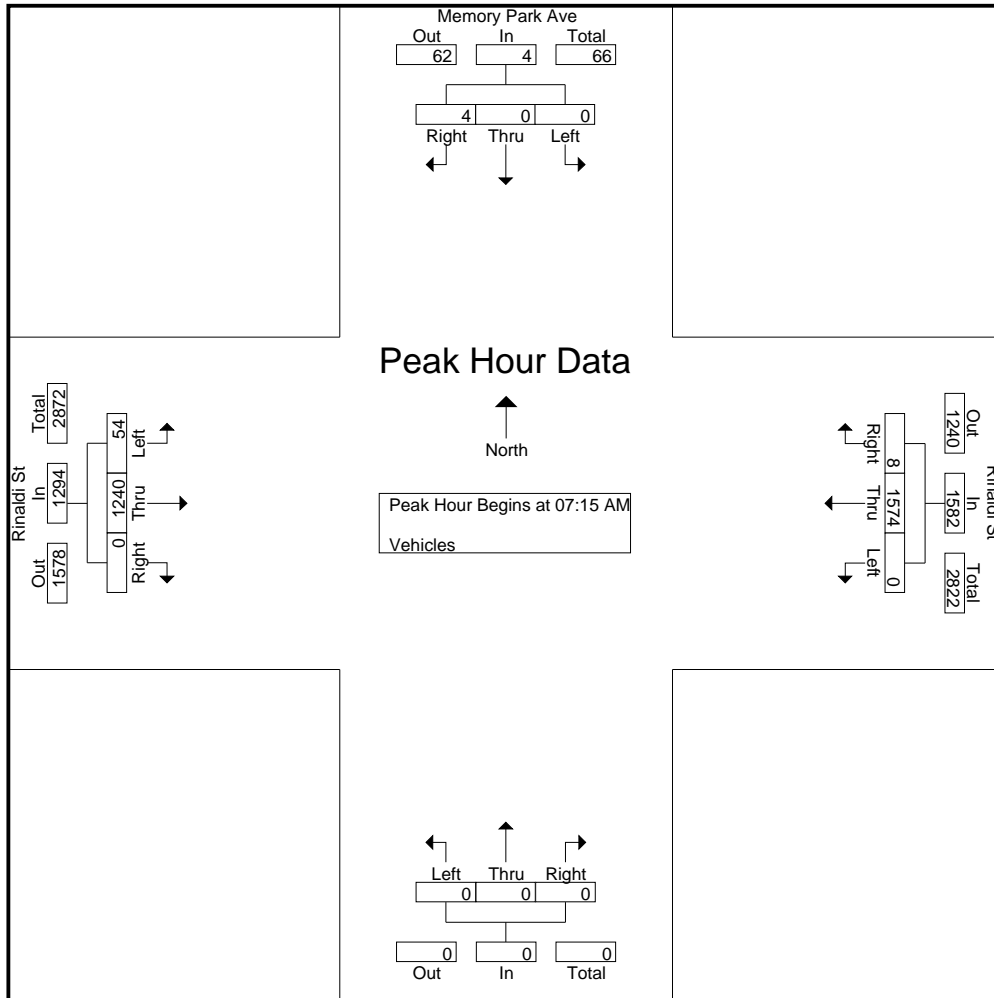 Memory Park Ave
Out In Total
62 4 66
4 0 0
Right Thru Left
Peak Hour Data
North
Peak Hour Begins at 07:15 AM
Vehicles
Rinaldi St
Out In Total
1578 1294 2872
0 1240 54
Right Thru Left
Rinaldi St
Out In Total
1240 1582 2822
8 1574 0
Right Thru Left
Left Thru Right
0 0 0
0 0 0
Out In Total